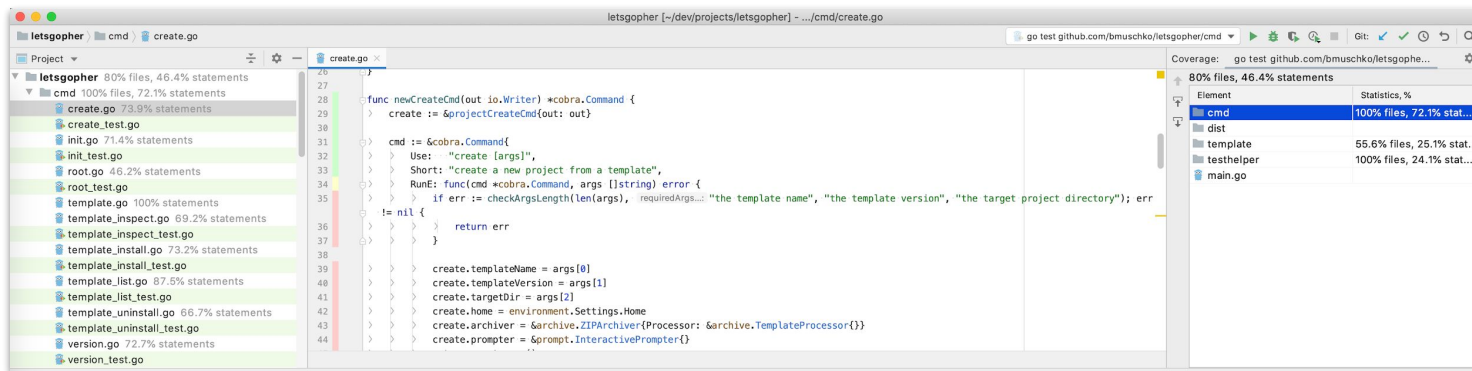 letsgopher [~/dev/projects/letsgopher] - .../cmd/create.go
letsgopher cmd create.go
go test github.com/bmuschko/letsgopher/cmd
Git:
Project
letsgopher 80% files, 46.4% statements
cmd 100% files, 72.1% statements
create.go 73.9% statements
create_test.go
init.go 71.4% statements
init_test.go
root.go 46.2% statements
root_test.go
template.go 100% statements
template_inspect.go 69.2% statements
template_inspect_test.go
template_install.go 73.2% statements
template_install_test.go
template_list.go 87.5% statements
template_list_test.go
template_uninstall.go 66.7% statements
template_uninstall_test.go
version.go 72.7% statements
version_test.go
create.go
26 }
27
28 func newCreateCmd(out io.Writer) *cobra.Command {
29 create := &projectCreateCmd{out: out}
30
31 cmd := &cobra.Command{
32 Use: "create [args]",
33 Short: "create a new project from a template",
34 RunE: func(cmd *cobra.Command, args []string) error {
35 if err := checkArgsLength(len(args), requiredArgs...: "the template name", "the template version", "the target project directory"); err
!= nil {
36 return err
37 }
38
39 create.templateName = args[0]
40 create.templateVersion = args[1]
41 create.targetDir = args[2]
42 create.home = environment.Settings.Home
43 create.archiver = &archive.ZIPArchiver{Processor: &archive.TemplateProcessor{}}
44 create.prompter = &prompt.InteractivePrompter{}
Coverage: go test github.com/bmuschko/letsgophe...
80% files, 46.4% statements
Element Statistics, %
cmd 100% files, 72.1% stat...
dist
template 55.6% files, 25.1% stat.
testhelper 100% files, 24.1% stat...
main.go